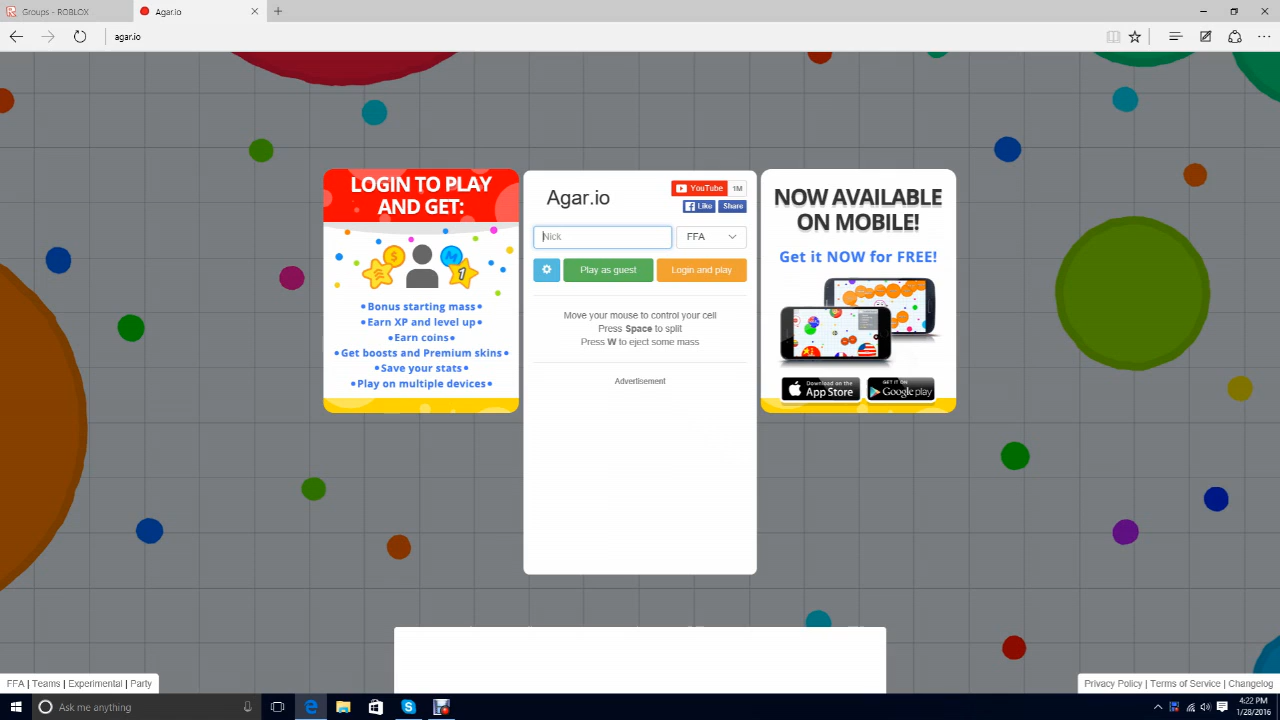 Groups - ROBLOX
Agar.io
agar.io
LOGIN TO PLAY
AND GET:
•Bonus starting mass•
•Earn XP and level up•
•Earn coins•
•Get boosts and Premium skins•
•Save your stats•
•Play on multiple devices•
Agar.io
YouTube 1M
Like Share
Nick
FFA
Play as guest
Login and play
Move your mouse to control your cell
Press Space to split
Press W to eject some mass
Advertisement
NOW AVAILABLE
ON MOBILE!
Get it NOW for FREE!
Download on the
App Store
GET IT ON
Google play
FFA | Teams | Experimental | Party
Privacy Policy | Terms of Service | Changelog
Ask me anything
4:22 PM
1/28/2016